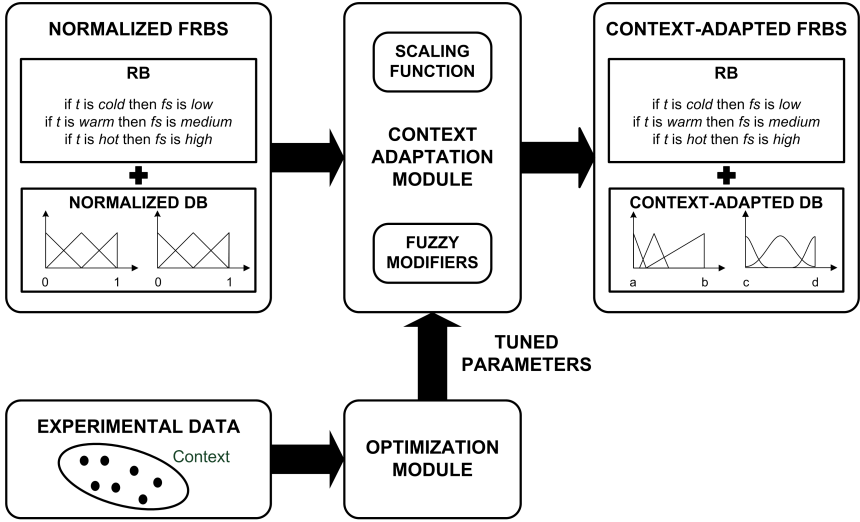 NORMALIZED FRBS
RB
if t is cold then fs is low
if t is warm then fs is medium
if t is hot then fs is high
NORMALIZED DB
0 1 0 1
SCALING
FUNCTION
CONTEXT
ADAPTATION
MODULE
FUZZY
MODIFIERS
CONTEXT-ADAPTED FRBS
RB
if t is cold then fs is low
if t is warm then fs is medium
if t is hot then fs is high
CONTEXT-ADAPTED DB
a b c d
TUNED
PARAMETERS
EXPERIMENTAL DATA
Context
OPTIMIZATION
MODULE